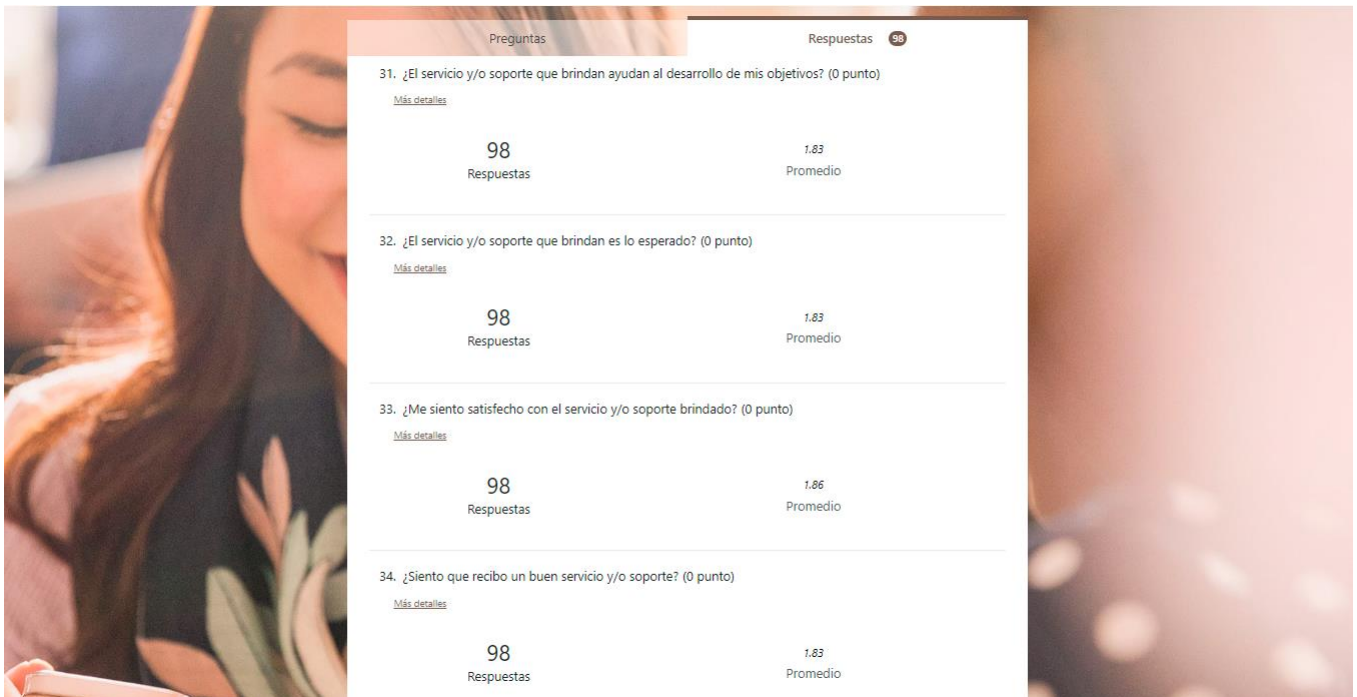 Preguntas
Respuestas 98
31. ¿El servicio y/o soporte que brindan ayudan al desarrollo de mis objetivos? (0 punto)
Más detalles
98 1.83
Respuestas Promedio
32. ¿El servicio y/o soporte que brindan es lo esperado? (0 punto)
Más detalles
98 1.83
Respuestas Promedio
33. ¿Me siento satisfecho con el servicio y/o soporte brindado? (0 punto)
Más detalles
98 1.86
Respuestas Promedio
34. ¿Siento que recibo un buen servicio y/o soporte? (0 punto)
Más detalles
98 1.83
Respuestas Promedio